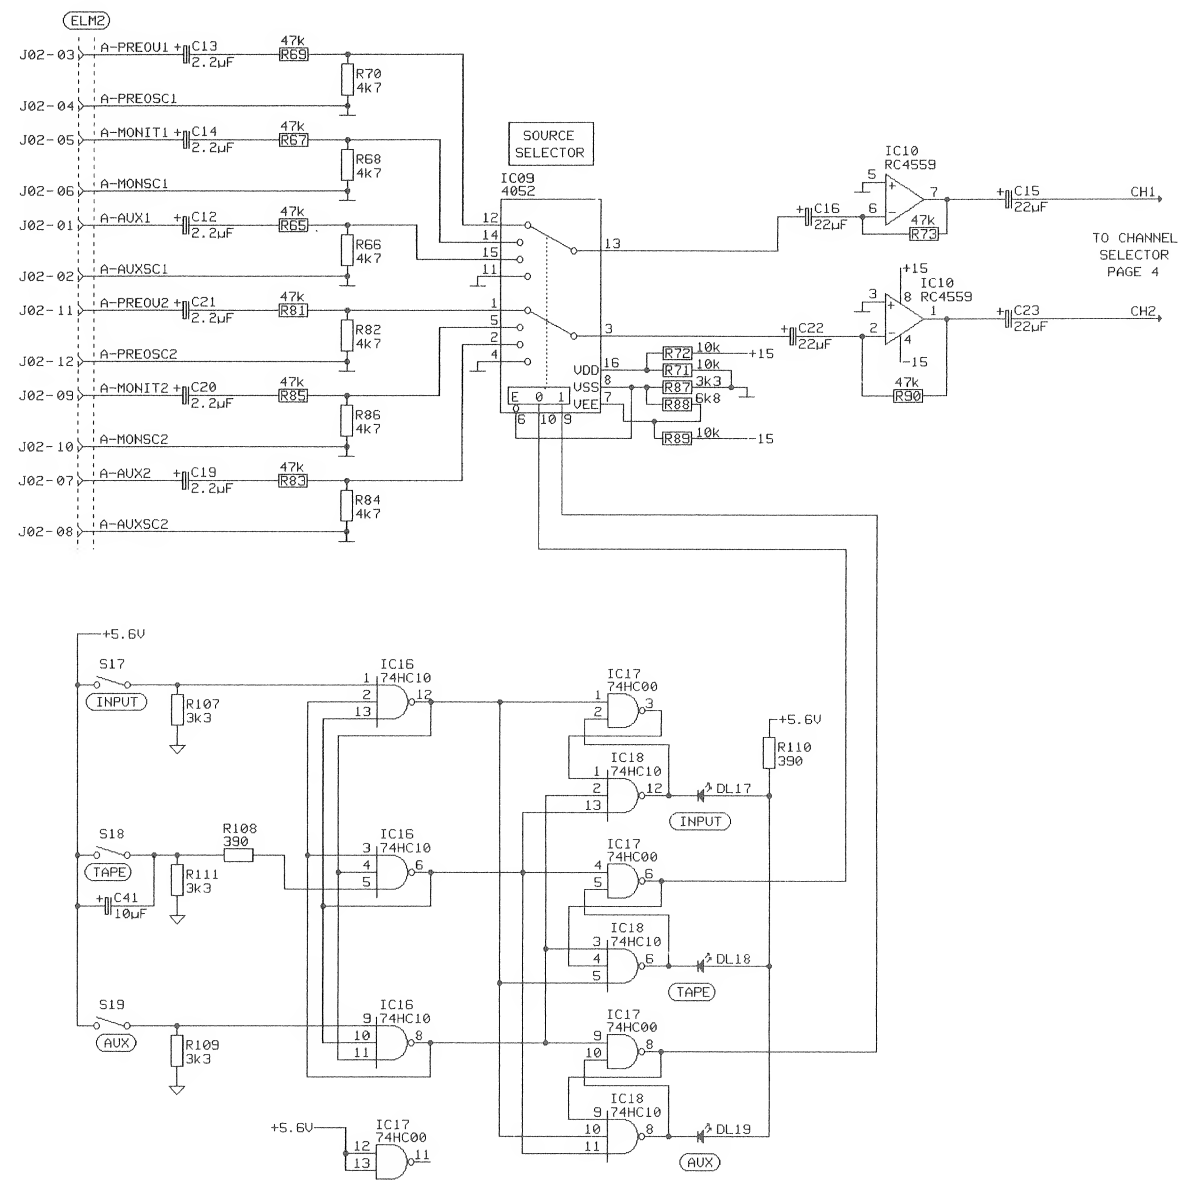 ELM2
J02-03 A-PREOU1 + C13 2.2µF 47k R69
R70 4k7
J02-04 A-PREOSC1
J02-05 A-MONIT1 + C14 2.2µF 47k R67
R68 4k7
J02-06 A-MONSC1
J02-01 A-AUX1 + C12 2.2µF 47k R65
R66 4k7
J02-02 A-AUXSC1
J02-11 A-PREOU2 + C21 2.2µF 47k R81
R82 4k7
J02-12 A-PREOSC2
J02-09 A-MONIT2 + C20 2.2µF 47k R85
R86 4k7
J02-10 A-MONSC2
J02-07 A-AUX2 + C19 2.2µF 47k R83
R84 4k7
J02-08 A-AUXSC2
SOURCE
SELECTOR
IC09
4052
12
14
15
11
1
5
2
4
13
3
VDD 16
VSS 8
VEE 7
E 0 1
6 10 9
R72 10k +15
R71 10k
R87 3k3
R88 6k8
R89 10k -15
+ C16 22µF
IC10
RC4559
5 +
6 -
7
47k
R73
+ C15 22µF
CH1
TO CHANNEL
SELECTOR
PAGE 4
+15
IC10
RC4559
3 +
2 -
8
1
4
-15
+ C22 22µF
47k
R90
+ C23 22µF
CH2
+5.6V
S17
INPUT
R107
3k3
IC16
74HC10
1
2
13
12
IC17
74HC00
1
2
3
+5.6V
R110
390
IC18
74HC10
1
2
13
12
DL17
INPUT
S18
TAPE
+ C41
10µF
R111
3k3
R108
390
IC16
74HC10
3
4
5
6
IC17
74HC00
4
5
6
IC18
74HC10
3
4
5
6
DL18
TAPE
S19
AUX
R109
3k3
IC16
74HC10
9
10
11
8
IC17
74HC00
9
10
8
IC18
74HC10
9
10
11
8
DL19
AUX
+5.6V
IC17
74HC00
12
13
11